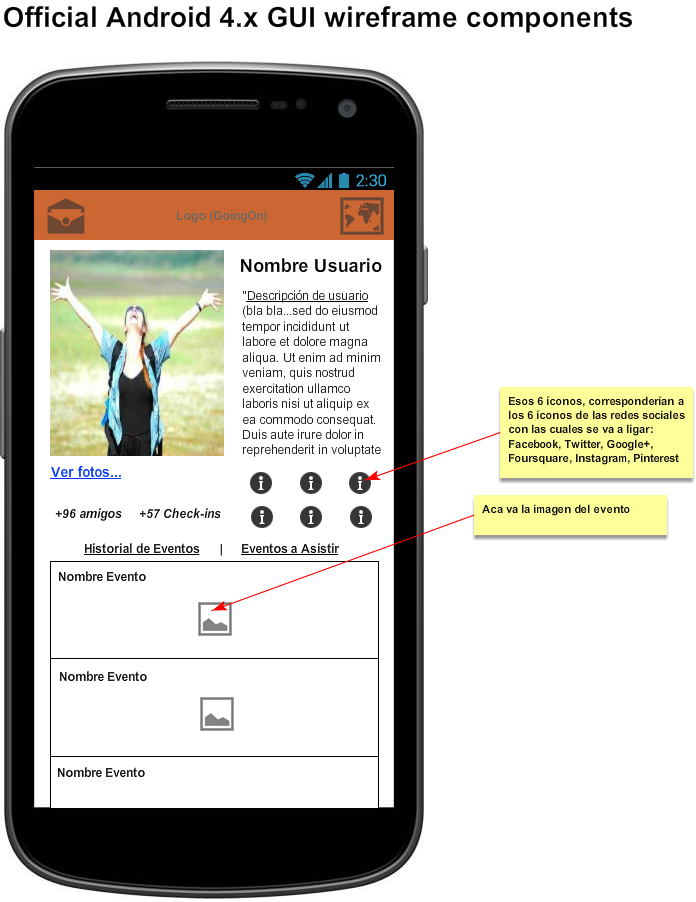 Official Android 4.x GUI wireframe components
2:30
Logo (GoingOn)
Nombre Usuario
"Descripción de usuario
(bla bla...sed do eiusmod
tempor incididunt ut
labore et dolore magna
aliqua. Ut enim ad minim
veniam, quis nostrud
exercitation ullamco
laboris nisi ut aliquip ex
ea commodo consequat.
Duis aute irure dolor in
reprehenderit in voluptate
Ver fotos...
+96 amigos +57 Check-ins
Historial de Eventos | Eventos a Asistir
Nombre Evento
Nombre Evento
Nombre Evento
Esos 6 íconos, corresponderían a
los 6 íconos de las redes sociales
con las cuales se va a ligar:
Facebook, Twitter, Google+,
Foursquare, Instagram, Pinterest
Aca va la imagen del evento